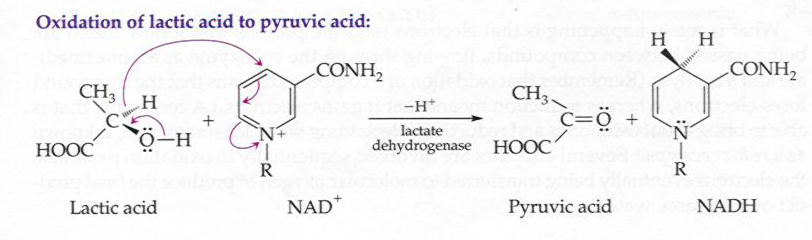 Oxidation of lactic acid to pyruvic acid:
CH₃
H
HOOC
Ö—H
+
CONH₂
N+
R
−H⁺
lactate
dehydrogenase
CH₃
C=Ö
HOOC
+
H H
CONH₂
N̈
R
Lactic acid
NAD⁺
Pyruvic acid
NADH